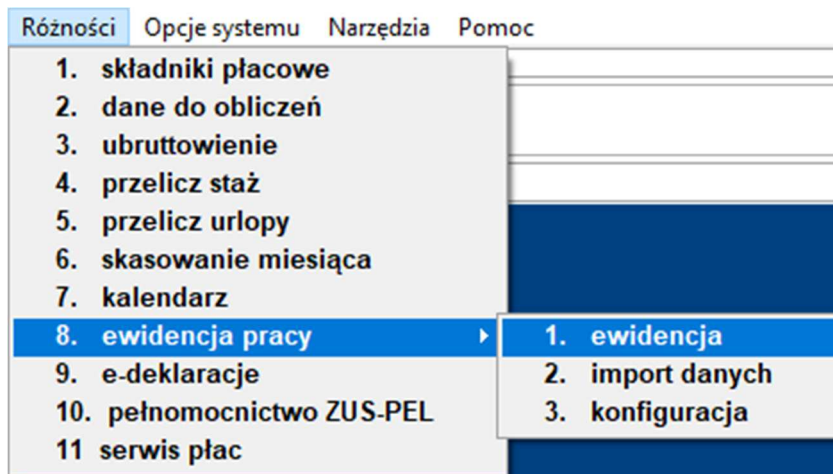 Różności Opcje systemu Narzędzia Pomoc
1. składniki płacowe
2. dane do obliczeń
3. ubruttowienie
4. przelicz staż
5. przelicz urlopy
6. skasowanie miesiąca
7. kalendarz
8. ewidencja pracy
1. ewidencja
9. e-deklaracje
2. import danych
10. pełnomocnictwo ZUS-PEL
3. konfiguracja
11 serwis płac